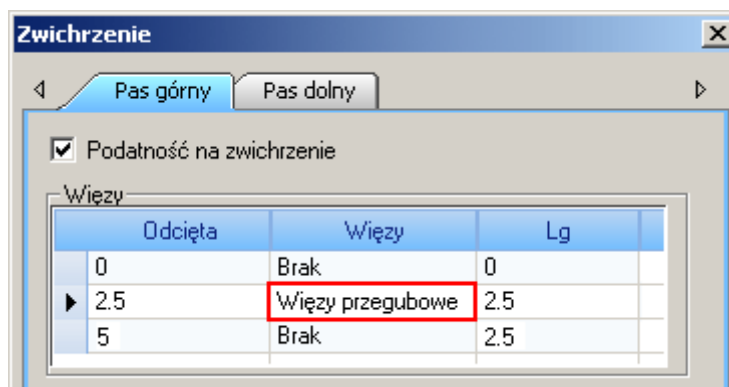 Zwichrzenie
Pas górny Pas dolny
Podatność na zwichrzenie
Więzy
Odcięta Więzy Lg
0 Brak 0
2.5 Więzy przegubowe 2.5
5 Brak 2.5